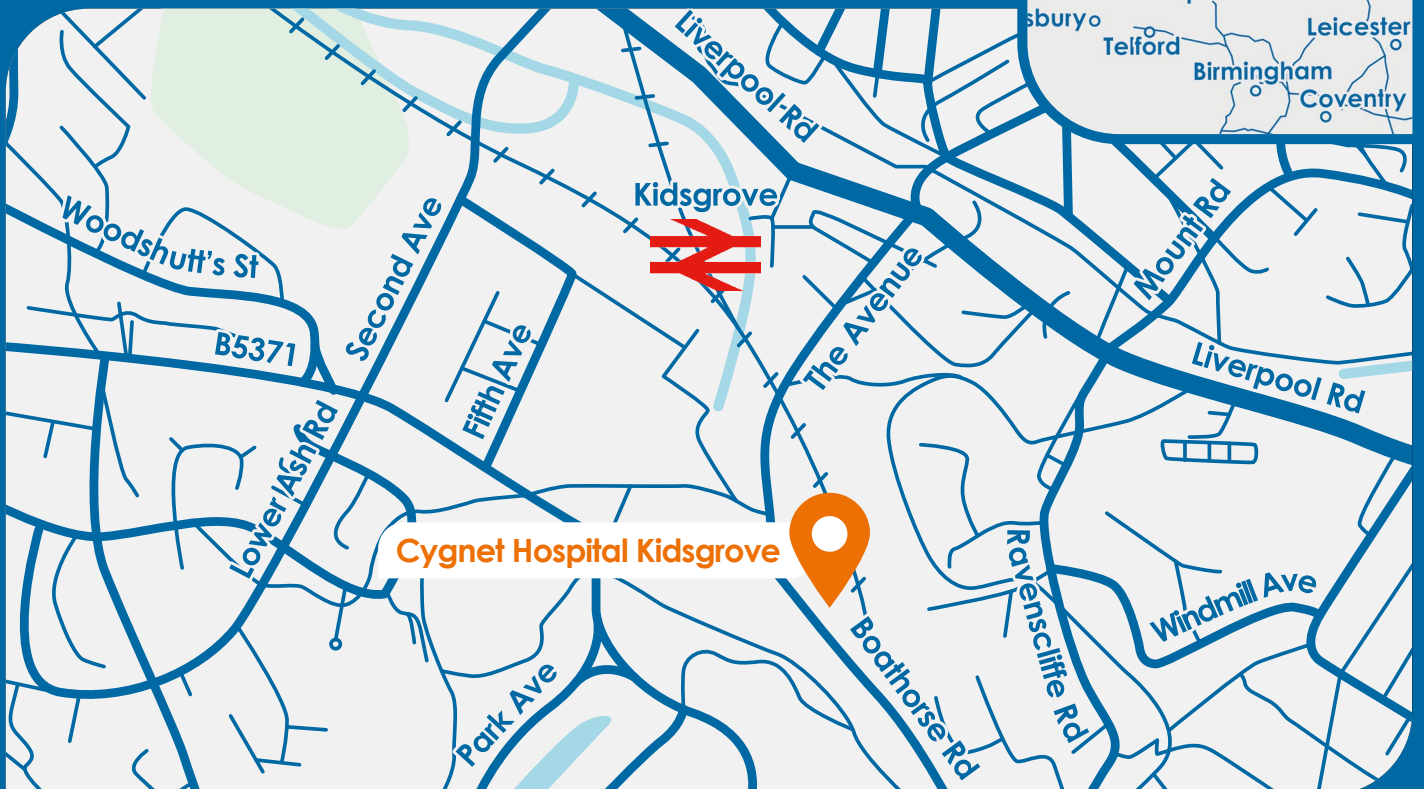 sbury
Leicester
Telford
Birmingham
Coventry
Liverpool Rd
Kidsgrove
Woodshutt's St
Second Ave
Mount Rd
The Avenue
B5371
Fifth Ave
Liverpool Rd
Lower Ash Rd
Cygnet Hospital Kidsgrove
Ravenscliffe Rd
Windmill Ave
Boathorse Rd
Park Ave